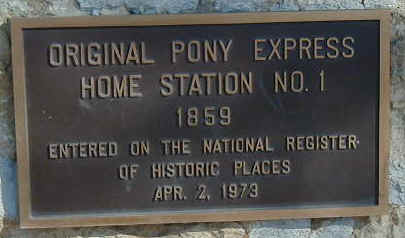 ORIGINAL PONY EXPRESS
HOME STATION NO. 1
1859
ENTERED ON THE NATIONAL REGISTER
OF HISTORIC PLACES
APR. 2, 1973